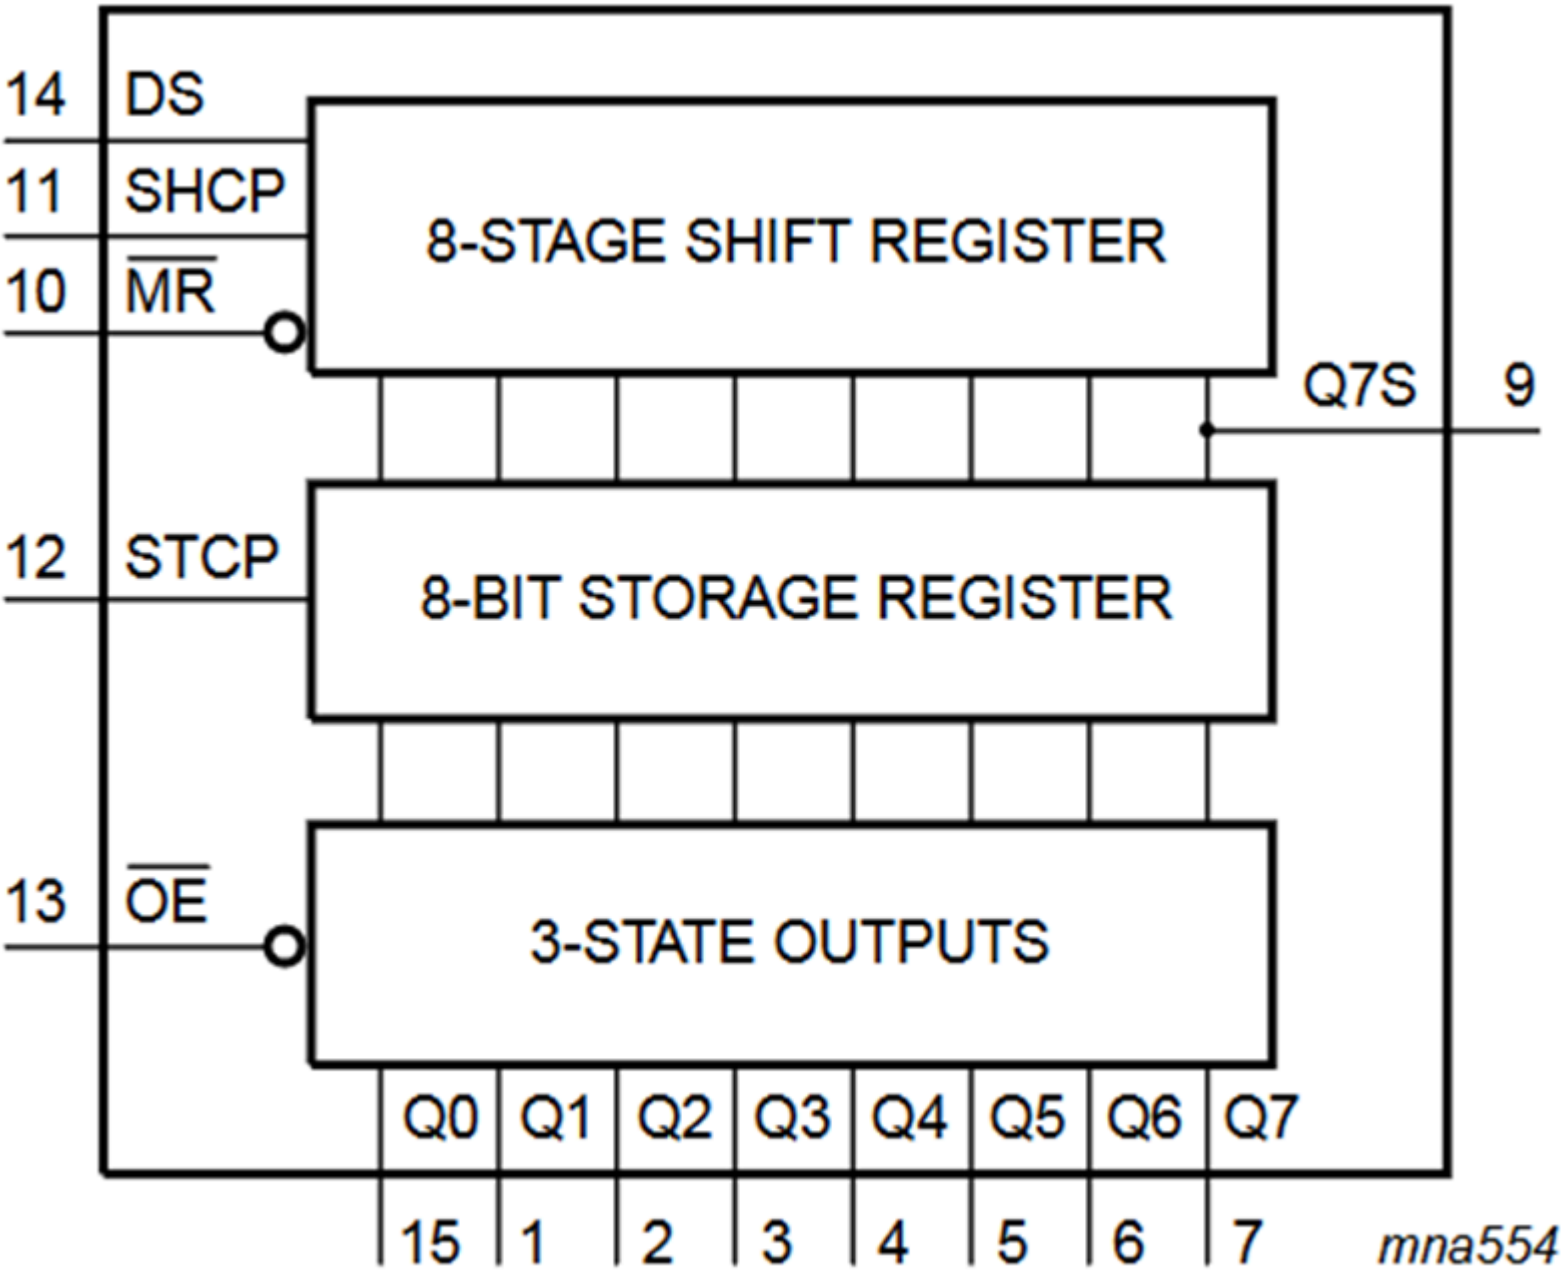 14 DS
11 SHCP
10 M̅R̅
8-STAGE SHIFT REGISTER
Q7S 9
12 STCP
8-BIT STORAGE REGISTER
13 O̅E̅
3-STATE OUTPUTS
Q0 Q1 Q2 Q3 Q4 Q5 Q6 Q7
15 1 2 3 4 5 6 7
mna554